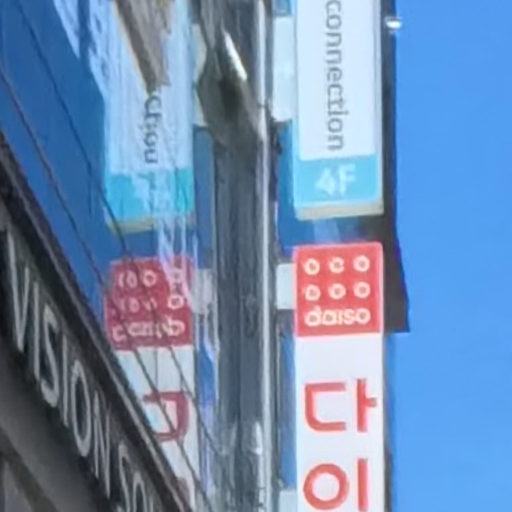 connection
4F
daiso
다이
VISION